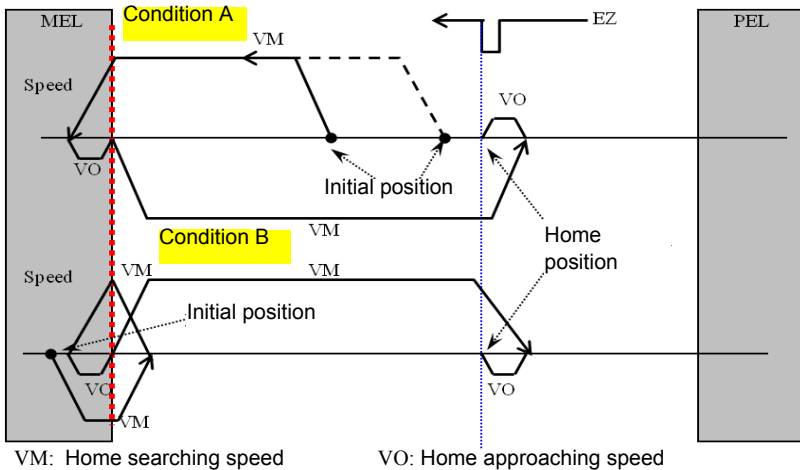 MEL
Condition A
EZ
PEL
VM
Speed
VO
VO
Initial position
VM
Condition B
Home
position
VM
VM
Speed
Initial position
VO
VO
VM
VM: Home searching speed
VO: Home approaching speed